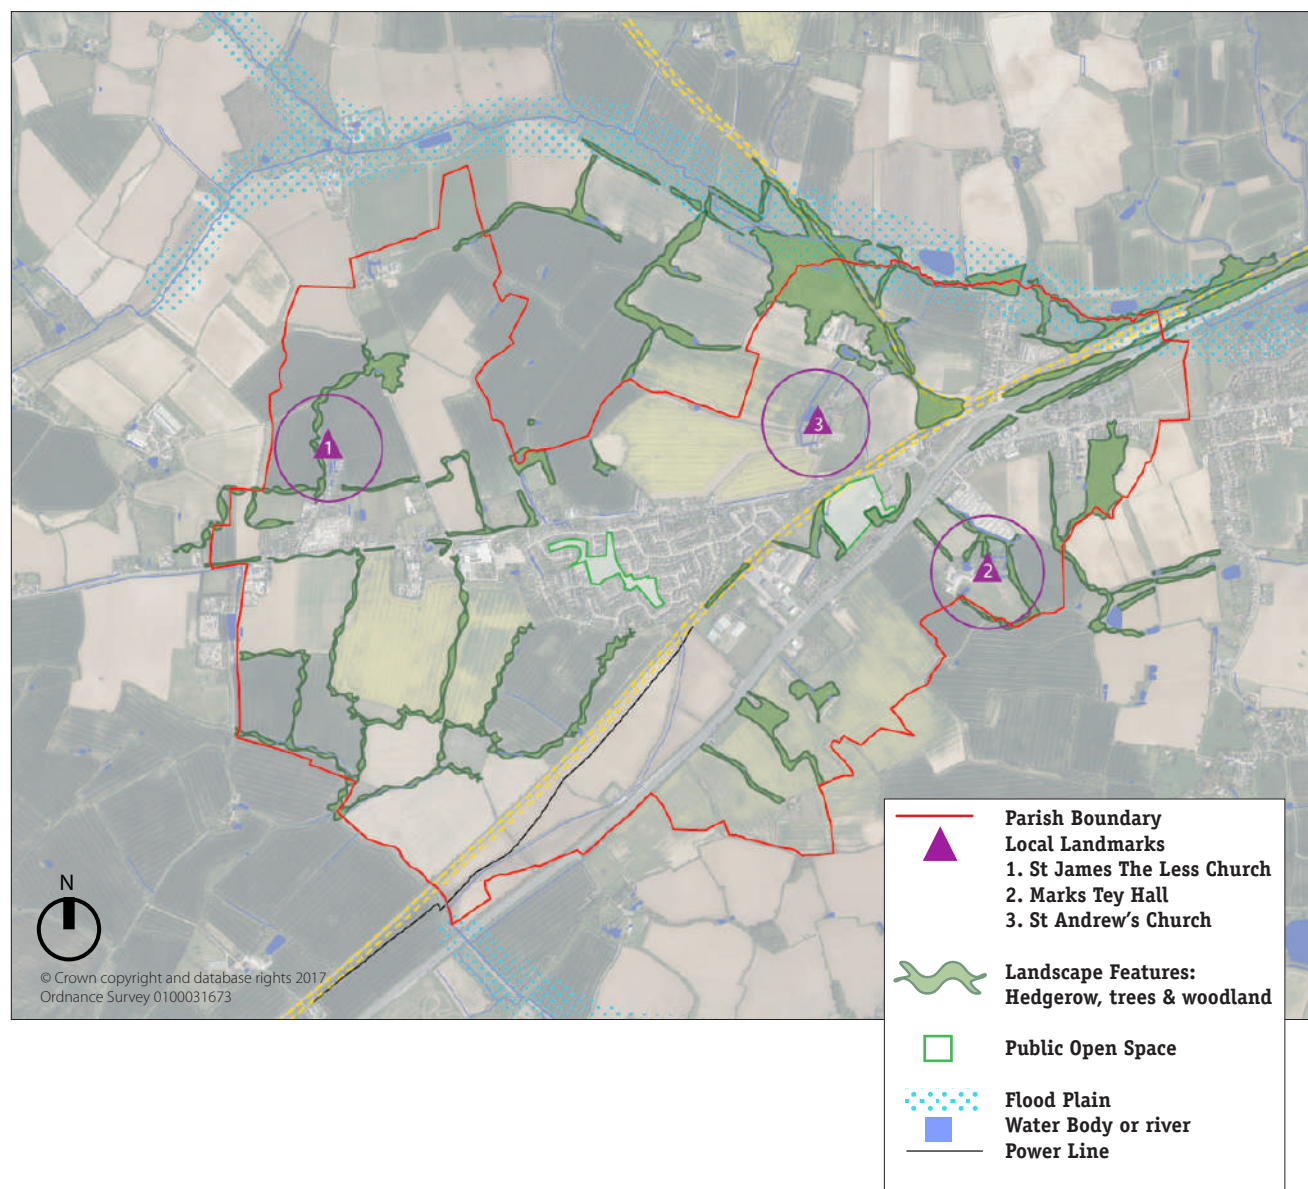 1
3
2
N
© Crown copyright and database rights 2017
Ordnance Survey 0100031673
Parish Boundary
Local Landmarks
1. St James The Less Church
2. Marks Tey Hall
3. St Andrew’s Church
Landscape Features:
Hedgerow, trees & woodland
Public Open Space
Flood Plain
Water Body or river
Power Line